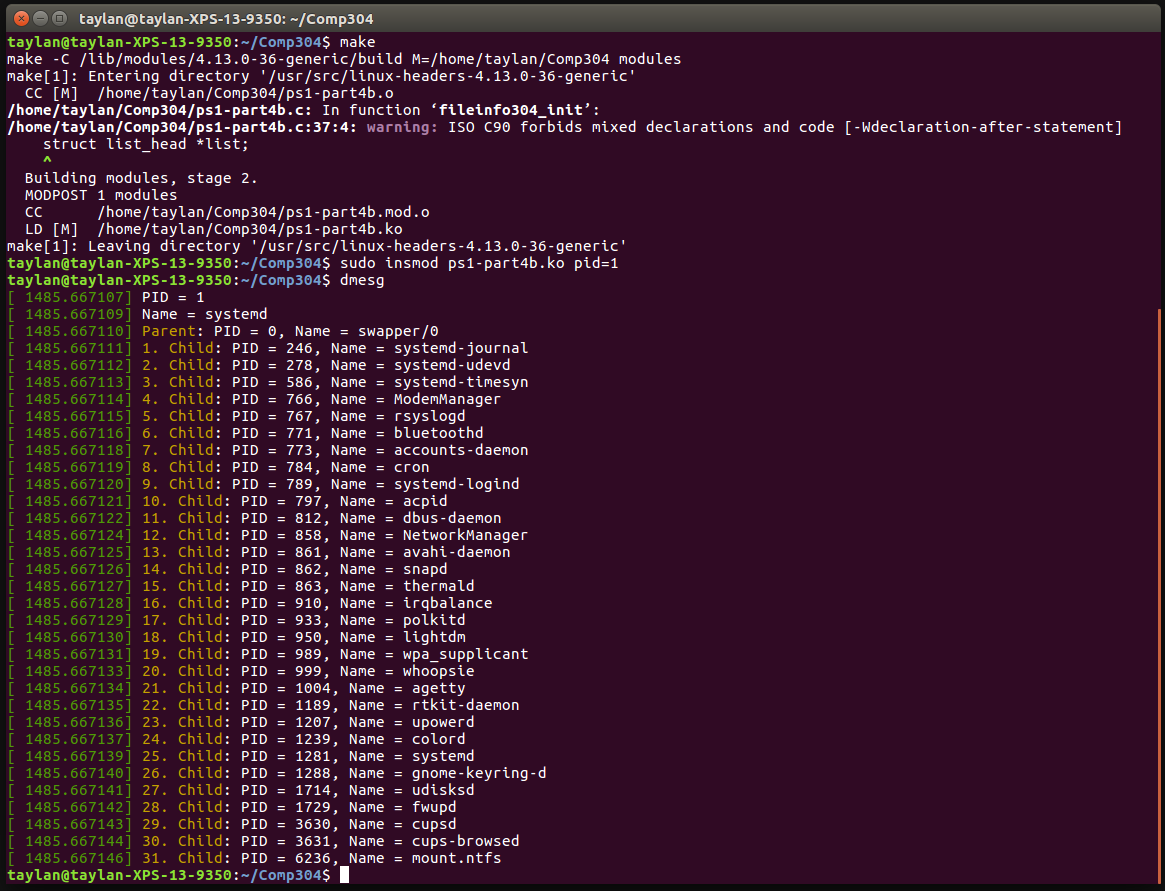 taylan@taylan-XPS-13-9350: ~/Comp304
taylan@taylan-XPS-13-9350:~/Comp304$ make
make -C /lib/modules/4.13.0-36-generic/build M=/home/taylan/Comp304 modules
make[1]: Entering directory '/usr/src/linux-headers-4.13.0-36-generic'
  CC [M]  /home/taylan/Comp304/ps1-part4b.o
/home/taylan/Comp304/ps1-part4b.c: In function ‘fileinfo304_init’:
/home/taylan/Comp304/ps1-part4b.c:37:4: warning: ISO C90 forbids mixed declarations and code [-Wdeclaration-after-statement]
    struct list_head *list;
    ^
  Building modules, stage 2.
  MODPOST 1 modules
  CC      /home/taylan/Comp304/ps1-part4b.mod.o
  LD [M]  /home/taylan/Comp304/ps1-part4b.ko
make[1]: Leaving directory '/usr/src/linux-headers-4.13.0-36-generic'
taylan@taylan-XPS-13-9350:~/Comp304$ sudo insmod ps1-part4b.ko pid=1
taylan@taylan-XPS-13-9350:~/Comp304$ dmesg
[ 1485.667107] PID = 1
[ 1485.667109] Name = systemd
[ 1485.667110] Parent: PID = 0, Name = swapper/0
[ 1485.667111] 1. Child: PID = 246, Name = systemd-journal
[ 1485.667112] 2. Child: PID = 278, Name = systemd-udevd
[ 1485.667113] 3. Child: PID = 586, Name = systemd-timesyn
[ 1485.667114] 4. Child: PID = 766, Name = ModemManager
[ 1485.667115] 5. Child: PID = 767, Name = rsyslogd
[ 1485.667116] 6. Child: PID = 771, Name = bluetoothd
[ 1485.667118] 7. Child: PID = 773, Name = accounts-daemon
[ 1485.667119] 8. Child: PID = 784, Name = cron
[ 1485.667120] 9. Child: PID = 789, Name = systemd-logind
[ 1485.667121] 10. Child: PID = 797, Name = acpid
[ 1485.667122] 11. Child: PID = 812, Name = dbus-daemon
[ 1485.667124] 12. Child: PID = 858, Name = NetworkManager
[ 1485.667125] 13. Child: PID = 861, Name = avahi-daemon
[ 1485.667126] 14. Child: PID = 862, Name = snapd
[ 1485.667127] 15. Child: PID = 863, Name = thermald
[ 1485.667128] 16. Child: PID = 910, Name = irqbalance
[ 1485.667129] 17. Child: PID = 933, Name = polkitd
[ 1485.667130] 18. Child: PID = 950, Name = lightdm
[ 1485.667131] 19. Child: PID = 989, Name = wpa_supplicant
[ 1485.667133] 20. Child: PID = 999, Name = whoopsie
[ 1485.667134] 21. Child: PID = 1004, Name = agetty
[ 1485.667135] 22. Child: PID = 1189, Name = rtkit-daemon
[ 1485.667136] 23. Child: PID = 1207, Name = upowerd
[ 1485.667137] 24. Child: PID = 1239, Name = colord
[ 1485.667139] 25. Child: PID = 1281, Name = systemd
[ 1485.667140] 26. Child: PID = 1288, Name = gnome-keyring-d
[ 1485.667141] 27. Child: PID = 1714, Name = udisksd
[ 1485.667142] 28. Child: PID = 1729, Name = fwupd
[ 1485.667143] 29. Child: PID = 3630, Name = cupsd
[ 1485.667144] 30. Child: PID = 3631, Name = cups-browsed
[ 1485.667146] 31. Child: PID = 6236, Name = mount.ntfs
taylan@taylan-XPS-13-9350:~/Comp304$